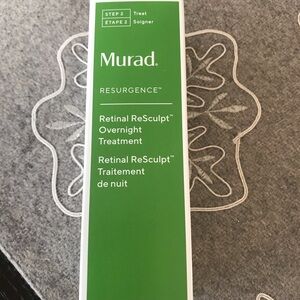 STEP 2 Treat
ÉTAPE 2 Soigner
Murad.
RESURGENCE™
Retinal ReSculpt™
Overnight
Treatment
Retinal ReSculpt™
Traitement
de nuit